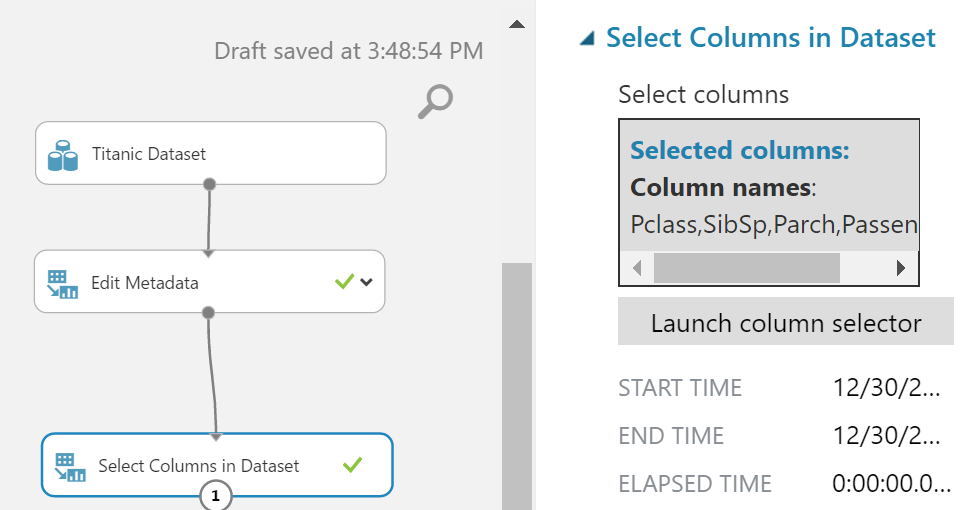 Draft saved at 3:48:54 PM
Titanic Dataset
Edit Metadata
Select Columns in Dataset
1
Select Columns in Dataset
Select columns
Selected columns:
Column names:
Pclass,SibSp,Parch,Passen
Launch column selector
START TIME 12/30/2...
END TIME 12/30/2...
ELAPSED TIME 0:00:00.0...